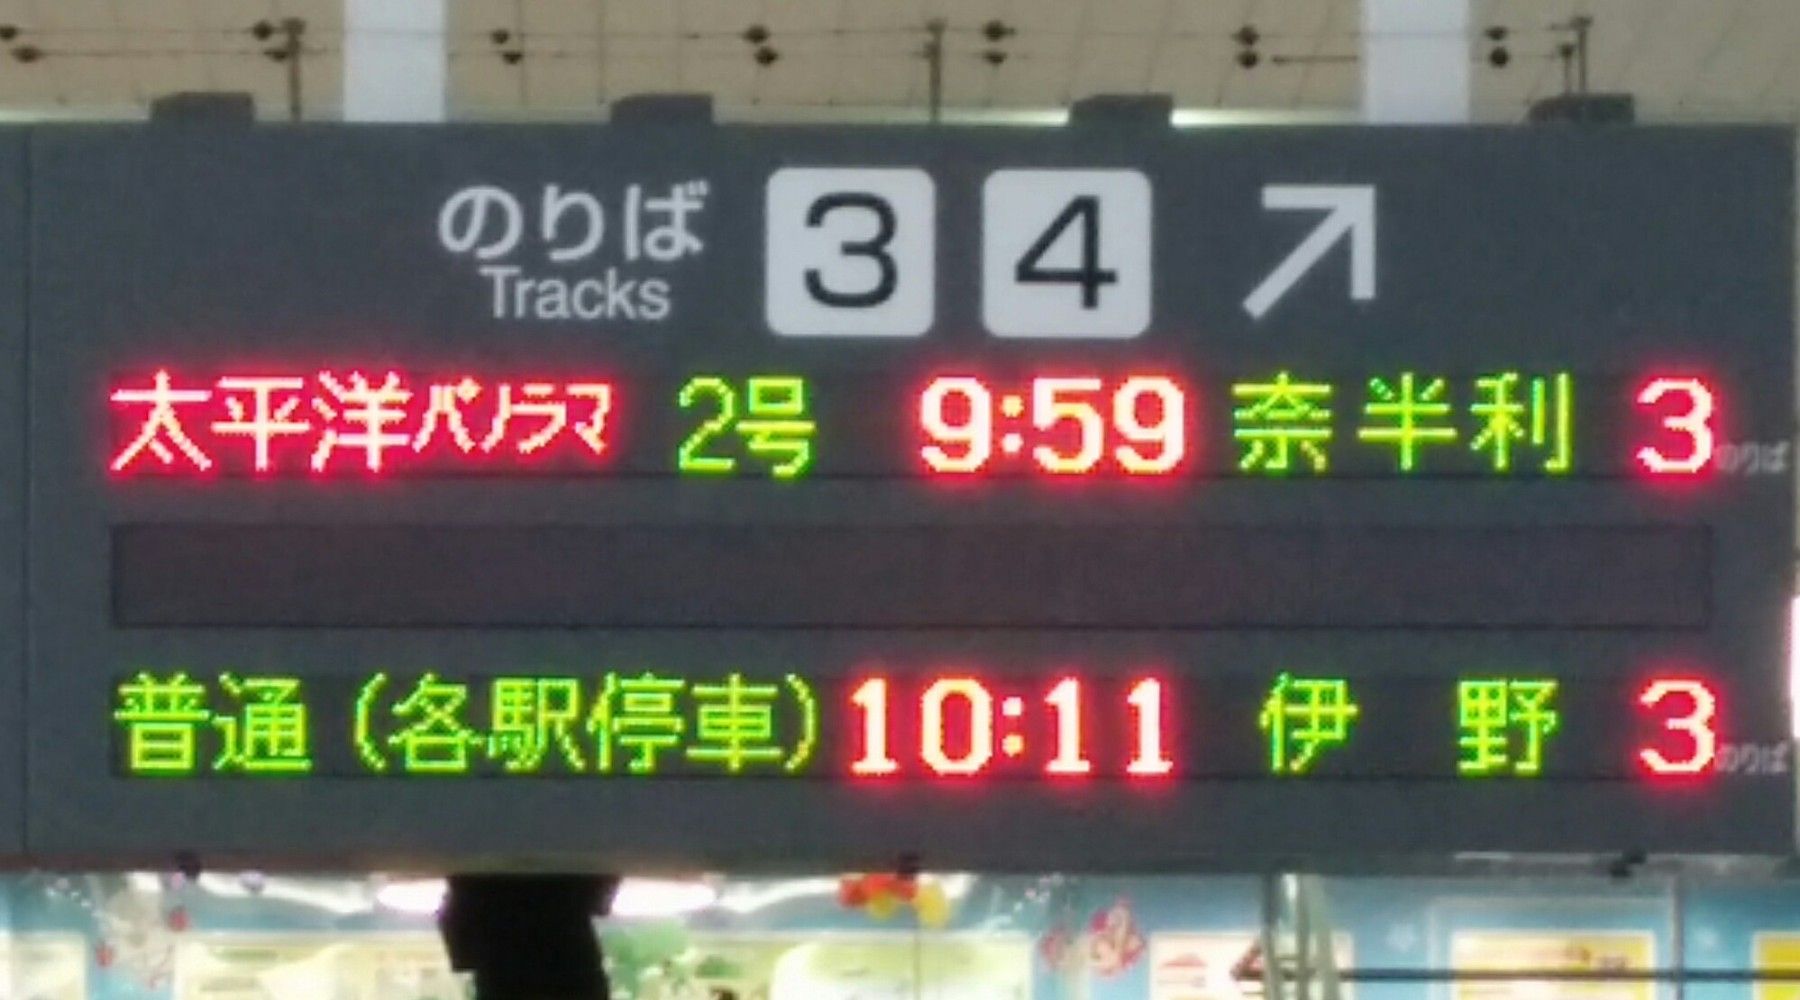 のりば 3 4 ↗
Tracks
太平洋パノラマ 2号 9:59 奈半利 3 のりば
普通(各駅停車) 10:11 伊野 3 のりば